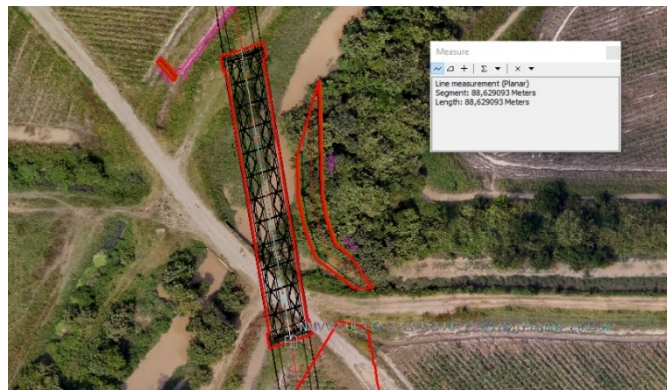 Measure
Line measurement (Planar)
Segment: 88,629093 Meters
Length: 88,629093 Meters